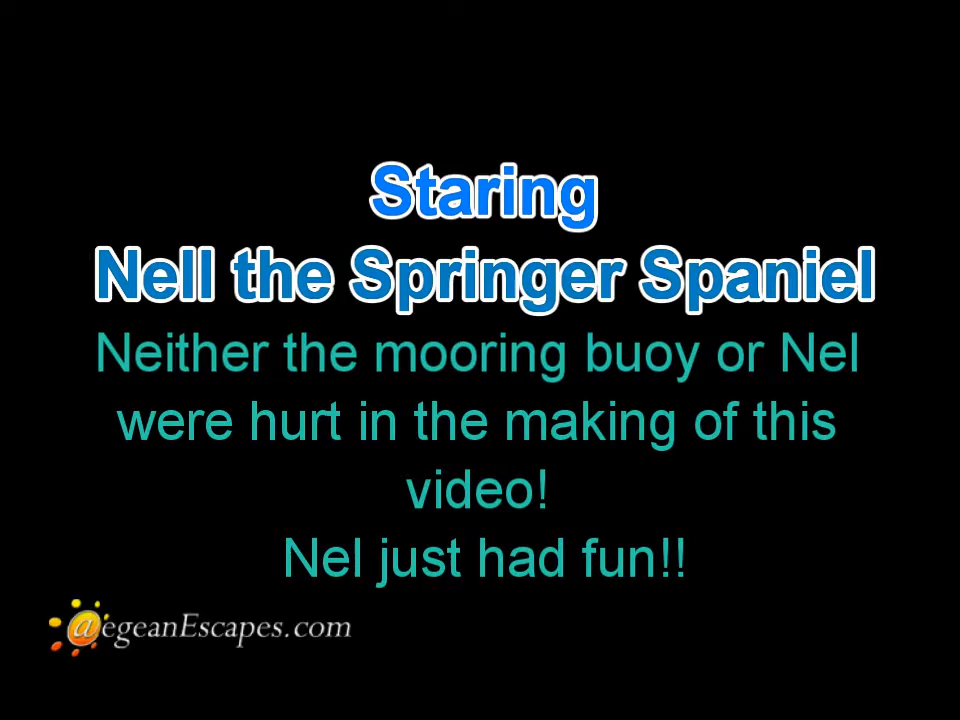 Staring
Nell the Springer Spaniel
Neither the mooring buoy or Nel
were hurt in the making of this
video!
Nel just had fun!!
@egeanEscapes.com